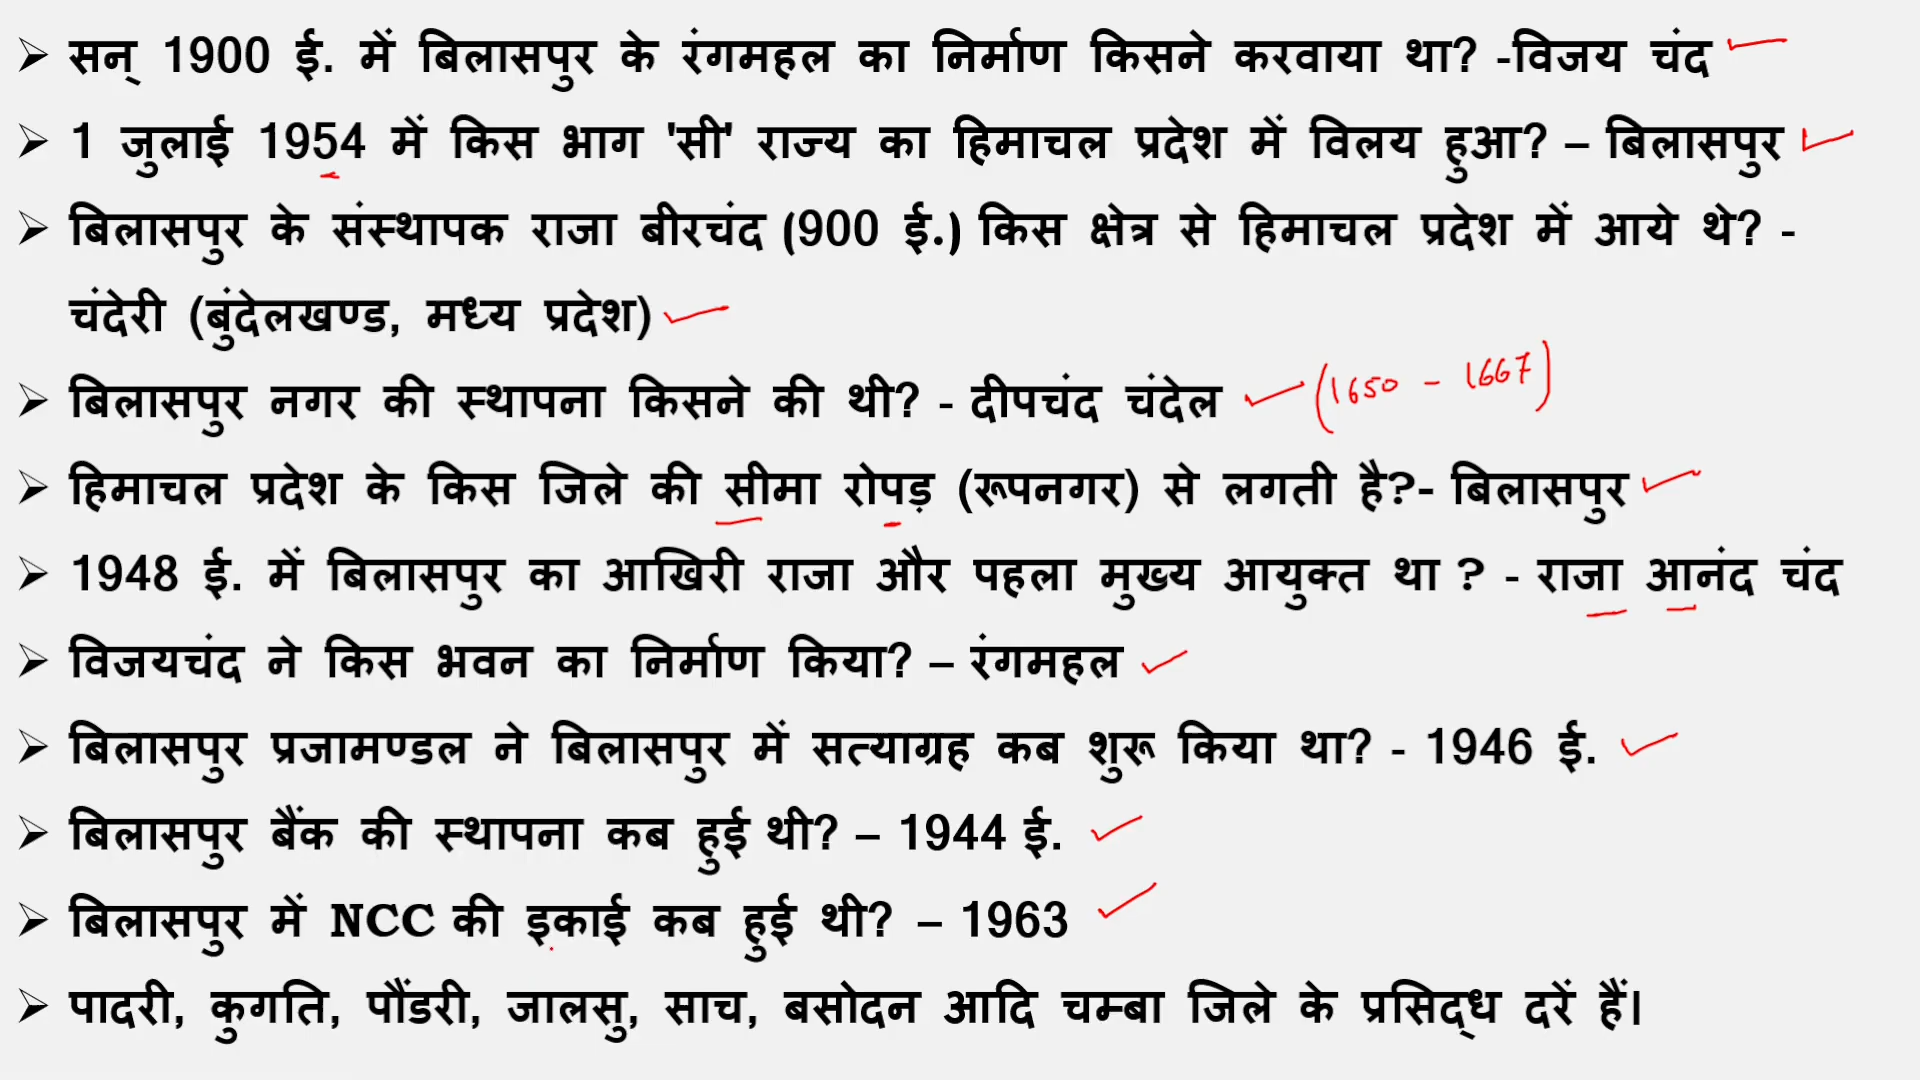 ➢ सन् 1900 ई. में बिलासपुर के रंगमहल का निर्माण किसने करवाया था? -विजय चंद
➢ 1 जुलाई 1954 में किस भाग 'सी' राज्य का हिमाचल प्रदेश में विलय हुआ? – बिलासपुर
➢ बिलासपुर के संस्थापक राजा बीरचंद (900 ई.) किस क्षेत्र से हिमाचल प्रदेश में आये थे? -
चंदेरी (बुंदेलखण्ड, मध्य प्रदेश)
➢ बिलासपुर नगर की स्थापना किसने की थी? - दीपचंद चंदेल (1650 - 1667)
➢ हिमाचल प्रदेश के किस जिले की सीमा रोपड़ (रूपनगर) से लगती है?- बिलासपुर
➢ 1948 ई. में बिलासपुर का आखिरी राजा और पहला मुख्य आयुक्त था ? - राजा आनंद चंद
➢ विजयचंद ने किस भवन का निर्माण किया? – रंगमहल
➢ बिलासपुर प्रजामण्डल ने बिलासपुर में सत्याग्रह कब शुरू किया था? - 1946 ई.
➢ बिलासपुर बैंक की स्थापना कब हुई थी? – 1944 ई.
➢ बिलासपुर में NCC की इकाई कब हुई थी? – 1963
➢ पादरी, कुगति, पौंडरी, जालसु, साच, बसोदन आदि चम्बा जिले के प्रसिद्ध दरें हैं।